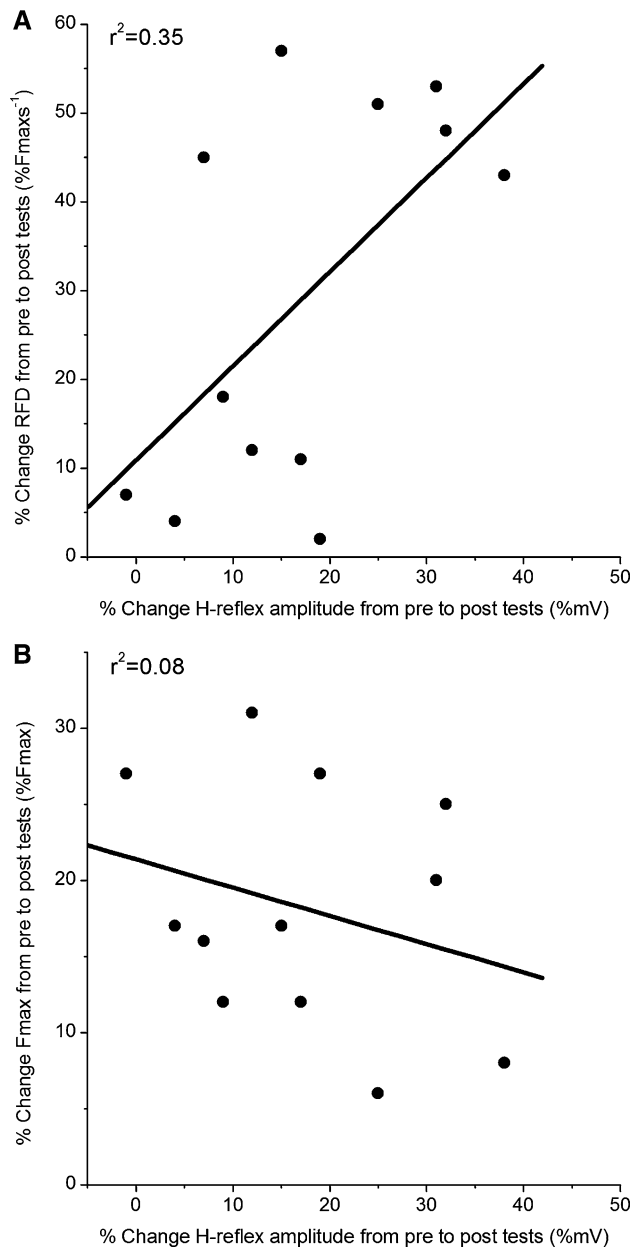 A
r²=0.35
60
50
40
30
20
10
0
% Change RFD from pre to post tests (%Fmaxs⁻¹)
0 10 20 30 40 50
% Change H-reflex amplitude from pre to post tests (%mV)
B
r²=0.08
30
20
10
0
% Change Fmax from pre to post tests (%Fmax)
0 10 20 30 40 50
% Change H-reflex amplitude from pre to post tests (%mV)